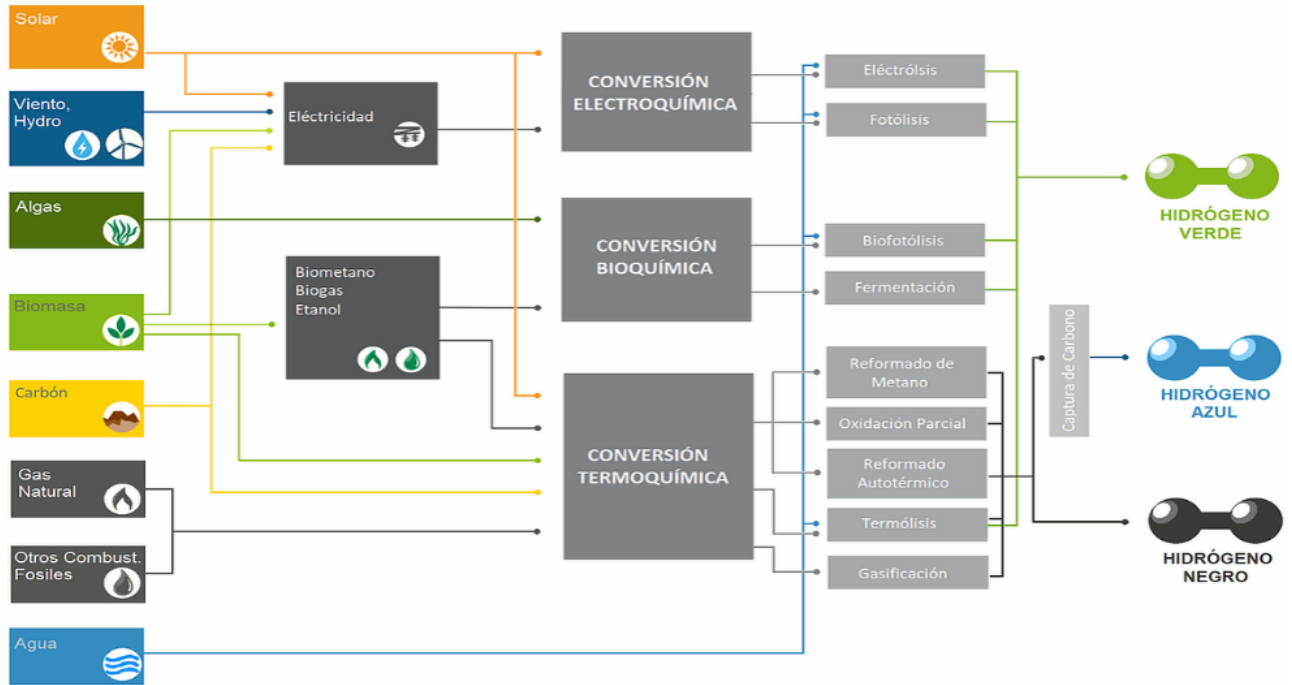 Solar
Viento,
Hydro
Algas
Biomasa
Carbón
Gas
Natural
Otros Combust.
Fosiles
Agua
Eléctricidad
Biometano
Biogas
Etanol
CONVERSIÓN
ELECTROQUÍMICA
CONVERSIÓN
BIOQUÍMICA
CONVERSIÓN
TERMOQUÍMICA
Eléctrólsis
Fotólisis
Biofotólisis
Fermentación
Reformado de
Metano
Oxidación Parcial
Reformado
Autotérmico
Termólisis
Gasificación
Captura de Carbono
HIDRÓGENO
VERDE
HIDRÓGENO
AZUL
HIDRÓGENO
NEGRO